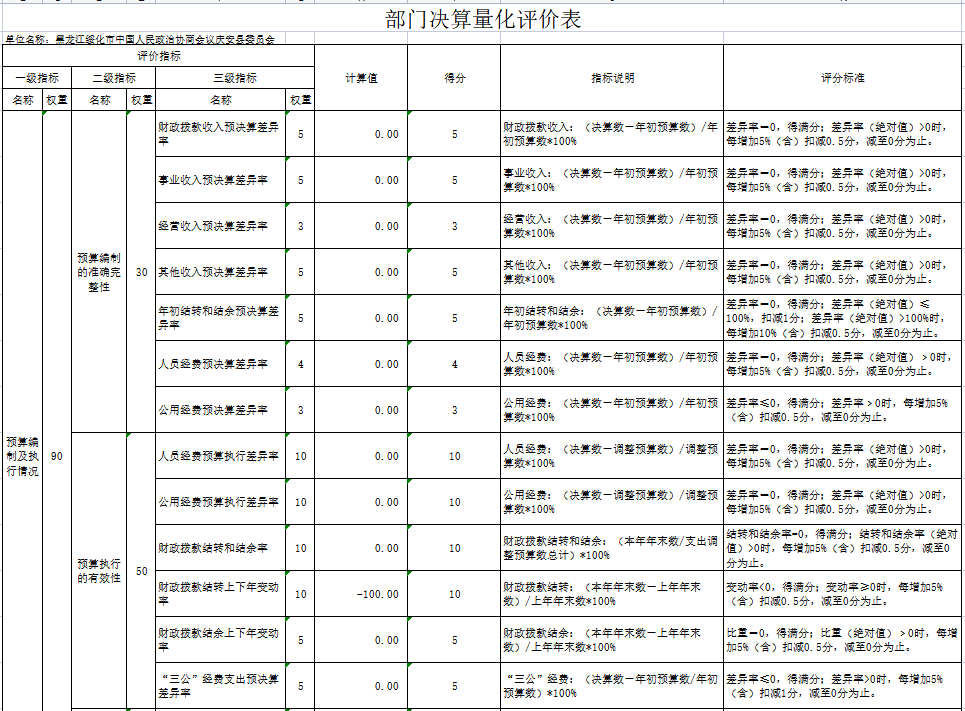 部门决算量化评价表
单位名称：黑龙江绥化市中国人民政治协商会议庆安县委员会
评价指标 计算值 得分 指标说明 评分标准
一级指标 二级指标 三级指标
名称 权重 名称 权重 名称 权重
预算编
制及执
行情况
90
预算编制
的准确完
整性
30
财政拨款收入预决算差异
率
5 0.00 5
财政拨款收入：（决算数－年初预算数）/年
初预算数*100%
差异率＝0，得满分；差异率（绝对值）>0时，
每增加5%（含）扣减0.5分，减至0分为止。
事业收入预决算差异率 5 0.00 5
事业收入：（决算数－年初预算数）/年初预
算数*100%
差异率＝0，得满分；差异率（绝对值）>0时，
每增加5%（含）扣减0.5分，减至0分为止。
经营收入预决算差异率 3 0.00 3
经营收入：（决算数－年初预算数）/年初预
算数*100%
差异率＝0，得满分；差异率（绝对值）>0时，
每增加5%（含）扣减0.5分，减至0分为止。
其他收入预决算差异率 5 0.00 5
其他收入：（决算数－年初预算数）/年初预
算数*100%
差异率＝0，得满分；差异率（绝对值）>0时，
每增加5%（含）扣减0.5分，减至0分为止。
年初结转和结余预决算差
异率
5 0.00 5
年初结转和结余：（决算数－年初预算数）/
年初预算数*100%
差异率＝0，得满分；差异率（绝对值）≤
100%，扣减1分；差异率（绝对值）>100%时，
每增加10%（含）扣减0.5分，减至0分为止。
人员经费预决算差异率 4 0.00 4
人员经费：（决算数－年初预算数）/年初预
算数*100%
差异率＝0，得满分；差异率（绝对值）＞0时，
每增加5%（含）扣减0.5分，减至0分为止。
公用经费预决算差异率 3 0.00 3
公用经费：（决算数－年初预算数）/年初预
算数*100%
差异率≤0，得满分；差异率＞0时，每增加5%
（含）扣减0.5分，减至0分为止。
预算执行
的有效性
50
人员经费预算执行差异率 10 0.00 10
人员经费：（决算数－调整预算数）/调整预
算数*100%
差异率＝0，得满分；差异率（绝对值）>0时，
每增加5%（含）扣减0.5分，减至0分为止。
公用经费预算执行差异率 10 0.00 10
公用经费：（决算数－调整预算数）/调整预
算数*100%
差异率＝0，得满分；差异率（绝对值）>0时，
每增加5%（含）扣减0.5分，减至0分为止。
财政拨款结转和结余率 10 0.00 10
财政拨款结转和结余：（本年年末数/支出调
整预算数总计）*100%
结转和结余率=0，得满分；结转和结余率（绝对
值）>0时，每增加5%（含）扣减0.5分，减至0
分为止。
财政拨款结转上下年变动
率
10 -100.00 10
财政拨款结转：（本年年末数－上年年末
数）/上年年末数*100%
变动率<0，得满分；变动率≥0时，每增加5%
（含）扣减0.5分，减至0分为止。
财政拨款结余上下年变动
率
5 0.00 5
财政拨款结余：（本年年末数－上年年末
数）/上年年末数*100%
比重＝0，得满分；比重（绝对值）＞0时，每增
加5%（含）扣减0.5分，减至0分为止。
“三公”经费支出预决算
差异率
5 0.00 5
“三公”经费：（决算数－年初预算数/年初
预算数）*100%
差异率≤0，得满分；差异率>0时，每增加5%
（含）扣减1分，减至0分为止。